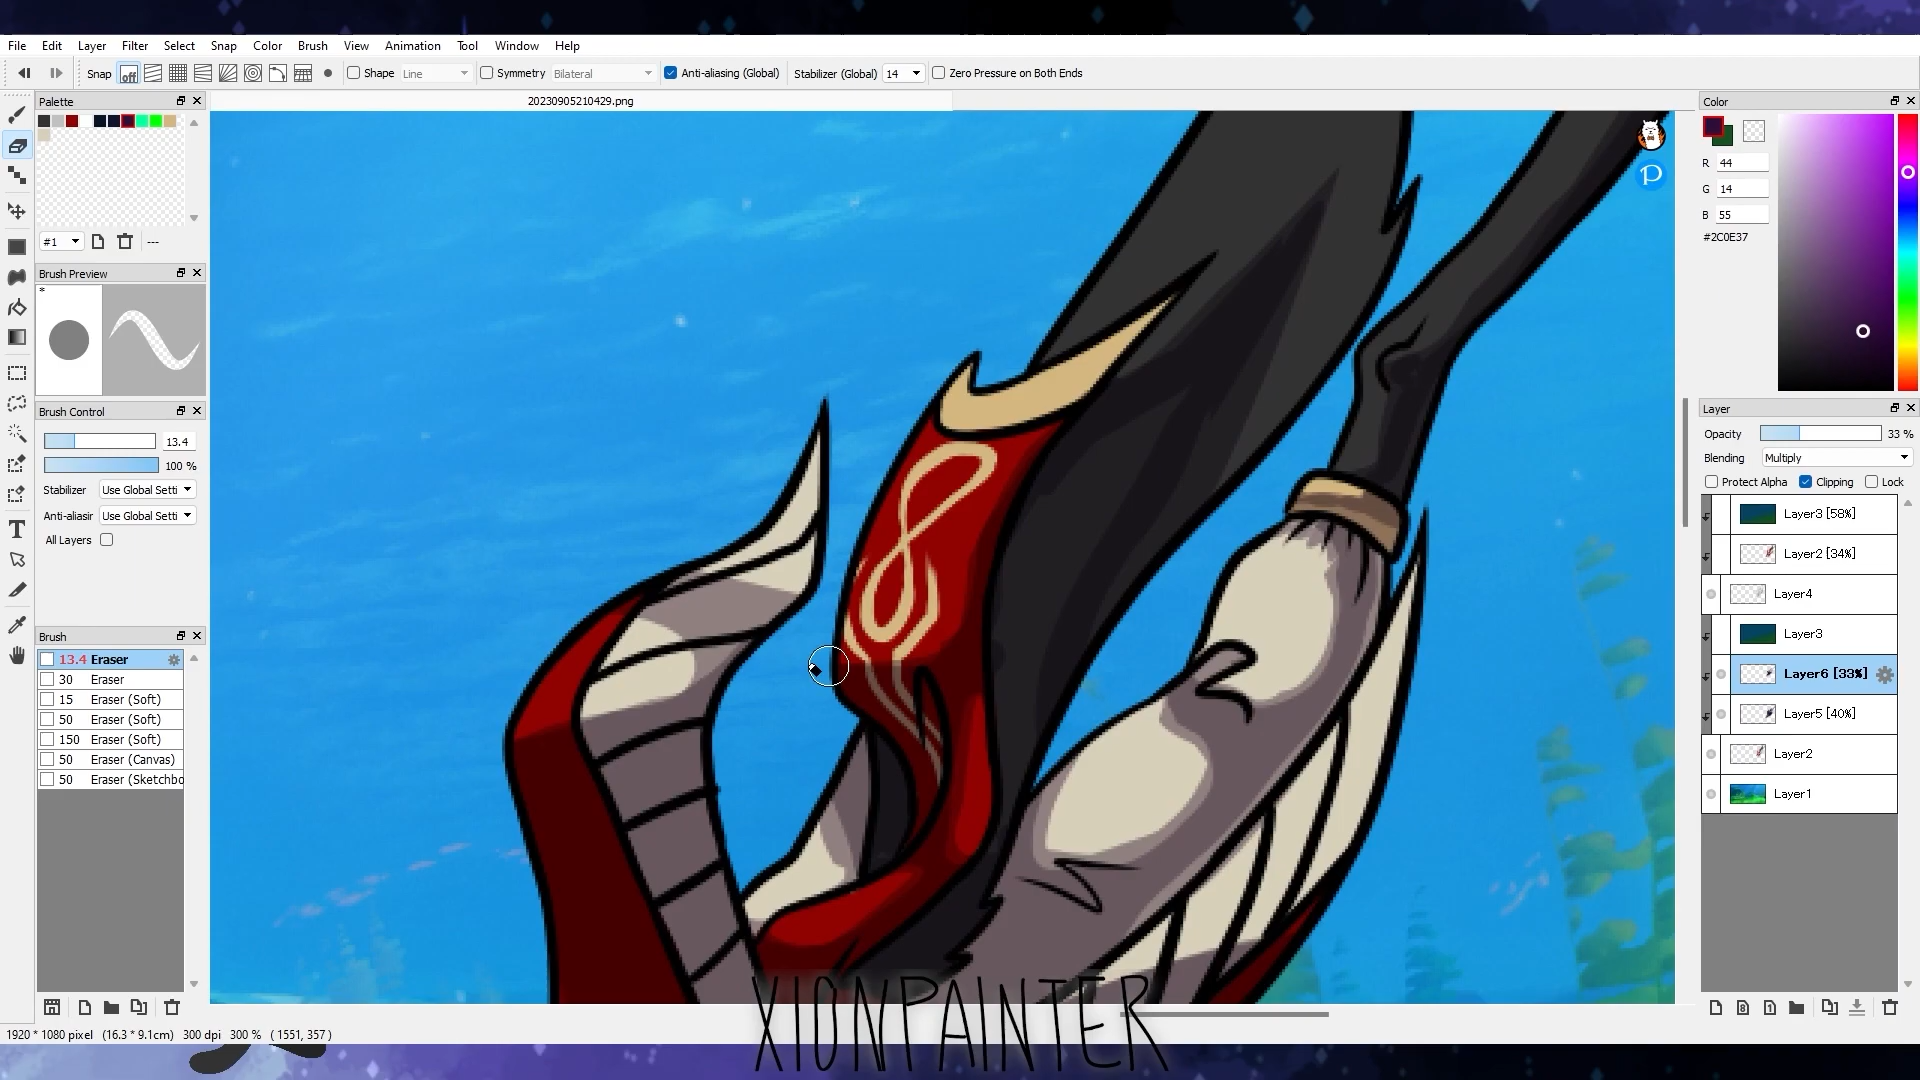 File Edit Layer Filter Select Snap Color Brush View Animation Tool Window Help
Snap off Shape Line Symmetry Bilateral Anti-aliasing (Global) Stabilizer (Global) 14 Zero Pressure on Both Ends
Palette
20230905210429.png
#1 ---
Brush Preview
*
Brush Control
13.4
100 %
Stabilizer Use Global Setti
Anti-aliasir Use Global Setti
All Layers
T
Brush
13.4 Eraser
30 Eraser
15 Eraser (Soft)
50 Eraser (Soft)
150 Eraser (Soft)
50 Eraser (Canvas)
50 Eraser (Sketchbo
Color
R 44
G 14
B 55
#2C0E37
P
Layer
Opacity 33 %
Blending Multiply
Protect Alpha Clipping Lock
Layer3 [58%]
Layer2 [34%]
Layer4
Layer3
Layer6 [33%]
Layer5 [40%]
Layer2
Layer1
8 1
1920 * 1080 pixel (16.3 * 9.1cm) 300 dpi 300 % ( 1551, 357 )
XIONPAINTER